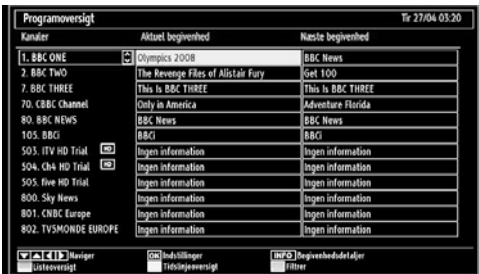 Programoversigt Tir 27/04 03:20
Kanaler Aktuel begivenhed Næste begivenhed
1. BBC ONE Olympics 2008 BBC News
2. BBC TWO The Revenge Files of Alistair Fury Get 100
7. BBC THREE This Is BBC THREE This Is BBC THREE
70. CBBC Channel Only in America Adventure Florida
80. BBC NEWS BBC News BBC News
105. BBCi BBCi BBCi
503. ITV HD Trial HD Ingen information Ingen information
504. Ch4 HD Trial HD Ingen information Ingen information
505. five HD Trial Ingen information Ingen information
800. Sky News Ingen information Ingen information
801. CNBC Europe Ingen information Ingen information
802. TV5MONDE EUROPE Ingen information Ingen information
Naviger OK Indstillinger INFO Begivenhedsdetaljer
Listeoversigt Tidslinjeoversigt Filtrer